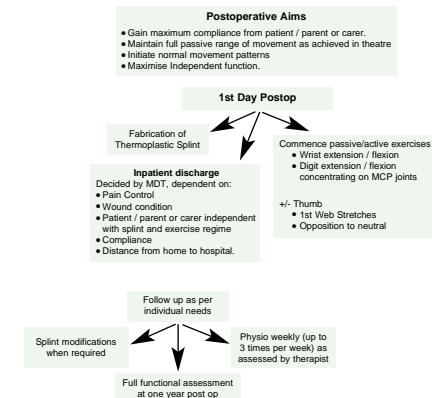 Postoperative Aims
• Gain maximum compliance from patient / parent or carer.
• Maintain full passive range of movement as achieved in theatre
• Initiate normal movement patterns
• Maximise Independent function.
1st Day Postop
Fabrication of
Thermoplastic Splint
Inpatient discharge
Decided by MDT, dependent on:
• Pain Control
• Wound condition
• Patient / parent or carer independent
with splint and exercise regime
• Compliance
• Distance from home to hospital.
Commence passive/active exercises
• Wrist extension / flexion
• Digit extension / flexion
concentrating on MCP joints
+/- Thumb
• 1st Web Stretches
• Opposition to neutral
Follow up as per
individual needs
Splint modifications
when required
Full functional assessment
at one year post op
Physio weekly (up to
3 times per week) as
assessed by therapist